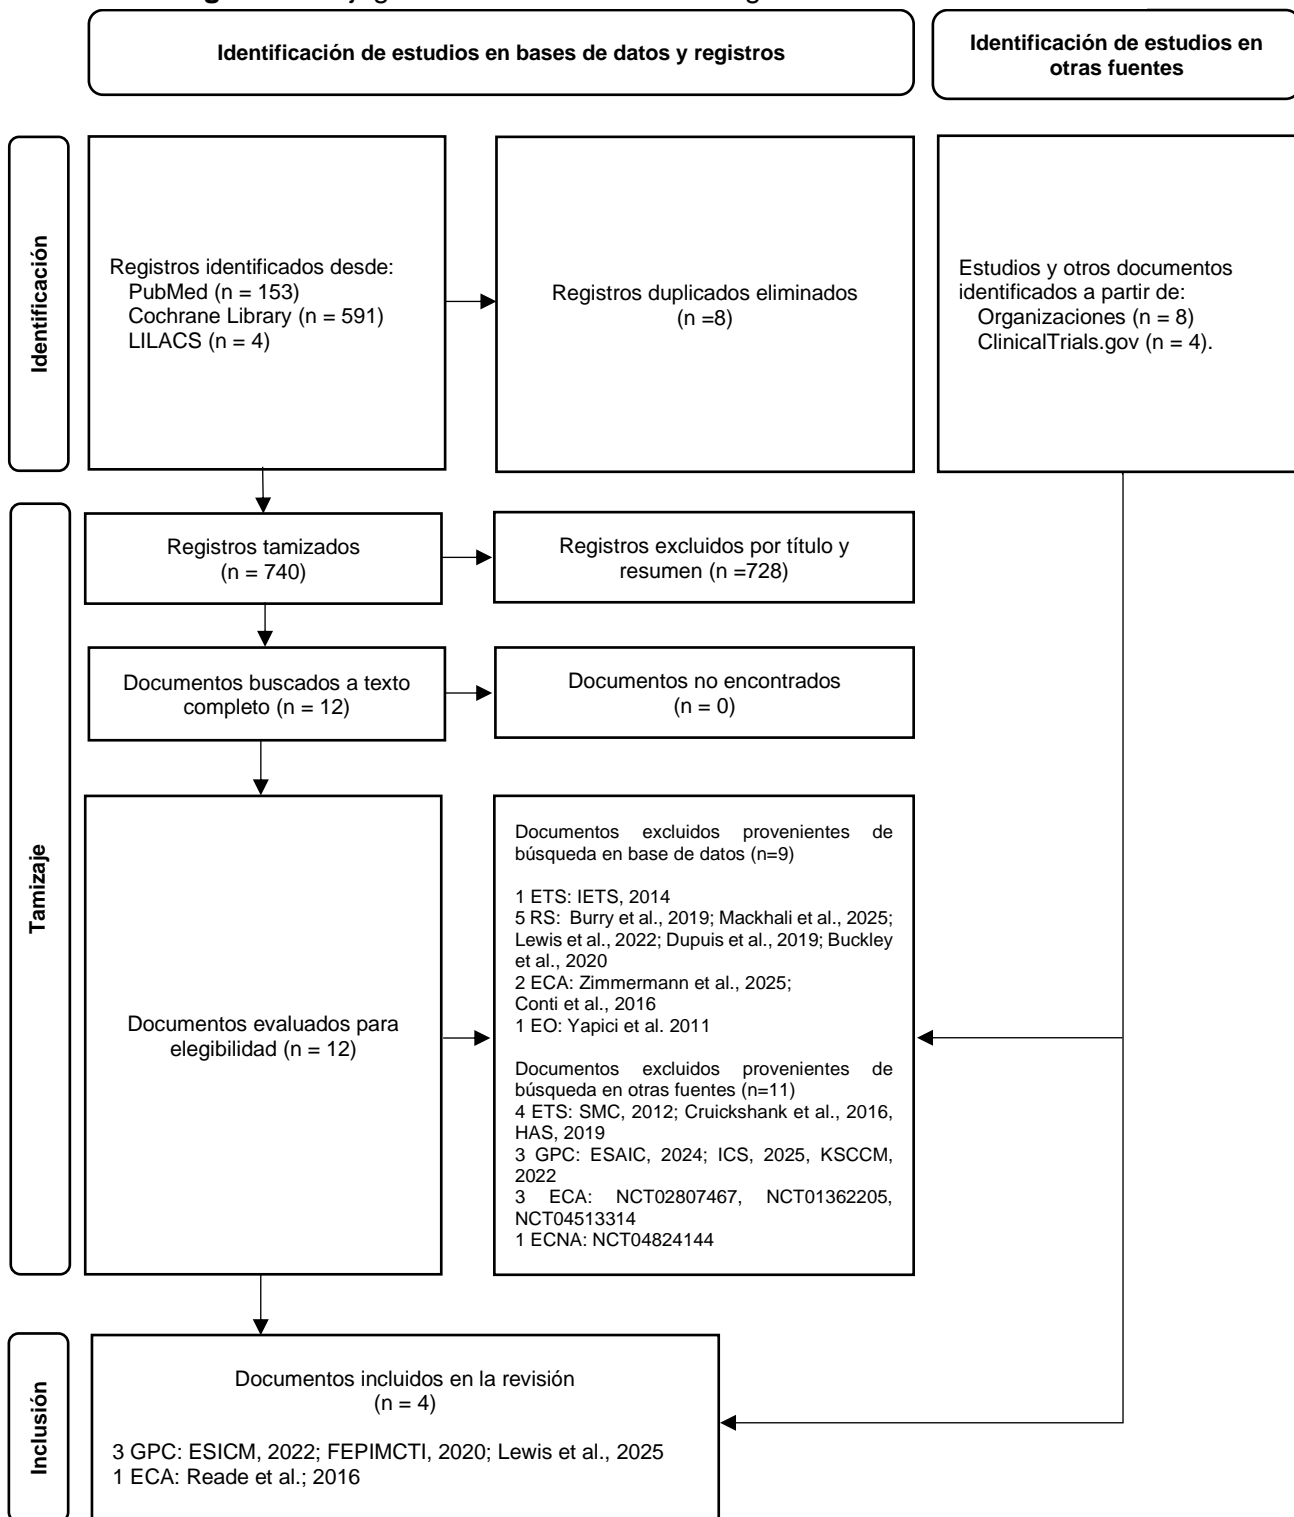 Identificación de estudios en bases de datos y registros
Identificación de estudios en
otras fuentes
Identificación
Registros identificados desde:
PubMed (n = 153)
Cochrane Library (n = 591)
LILACS (n = 4)
Registros duplicados eliminados
(n =8)
Estudios y otros documentos
identificados a partir de:
Organizaciones (n = 8)
ClinicalTrials.gov (n = 4).
Tamizaje
Registros tamizados
(n = 740)
Registros excluidos por título y
resumen (n =728)
Documentos buscados a texto
completo (n = 12)
Documentos no encontrados
(n = 0)
Documentos evaluados para
elegibilidad (n = 12)
Documentos excluidos provenientes de
búsqueda en base de datos (n=9)
1 ETS: IETS, 2014
5 RS: Burry et al., 2019; Mackhali et al., 2025;
Lewis et al., 2022; Dupuis et al., 2019; Buckley
et al., 2020
2 ECA: Zimmermann et al., 2025;
Conti et al., 2016
1 EO: Yapici et al. 2011
Documentos excluidos provenientes de
búsqueda en otras fuentes (n=11)
4 ETS: SMC, 2012; Cruickshank et al., 2016,
HAS, 2019
3 GPC: ESAIC, 2024; ICS, 2025, KSCCM,
2022
3 ECA: NCT02807467, NCT01362205,
NCT04513314
1 ECNA: NCT04824144
Inclusión
Documentos incluidos en la revisión
(n = 4)
3 GPC: ESICM, 2022; FEPIMCTI, 2020; Lewis et al., 2025
1 ECA: Reade et al.; 2016